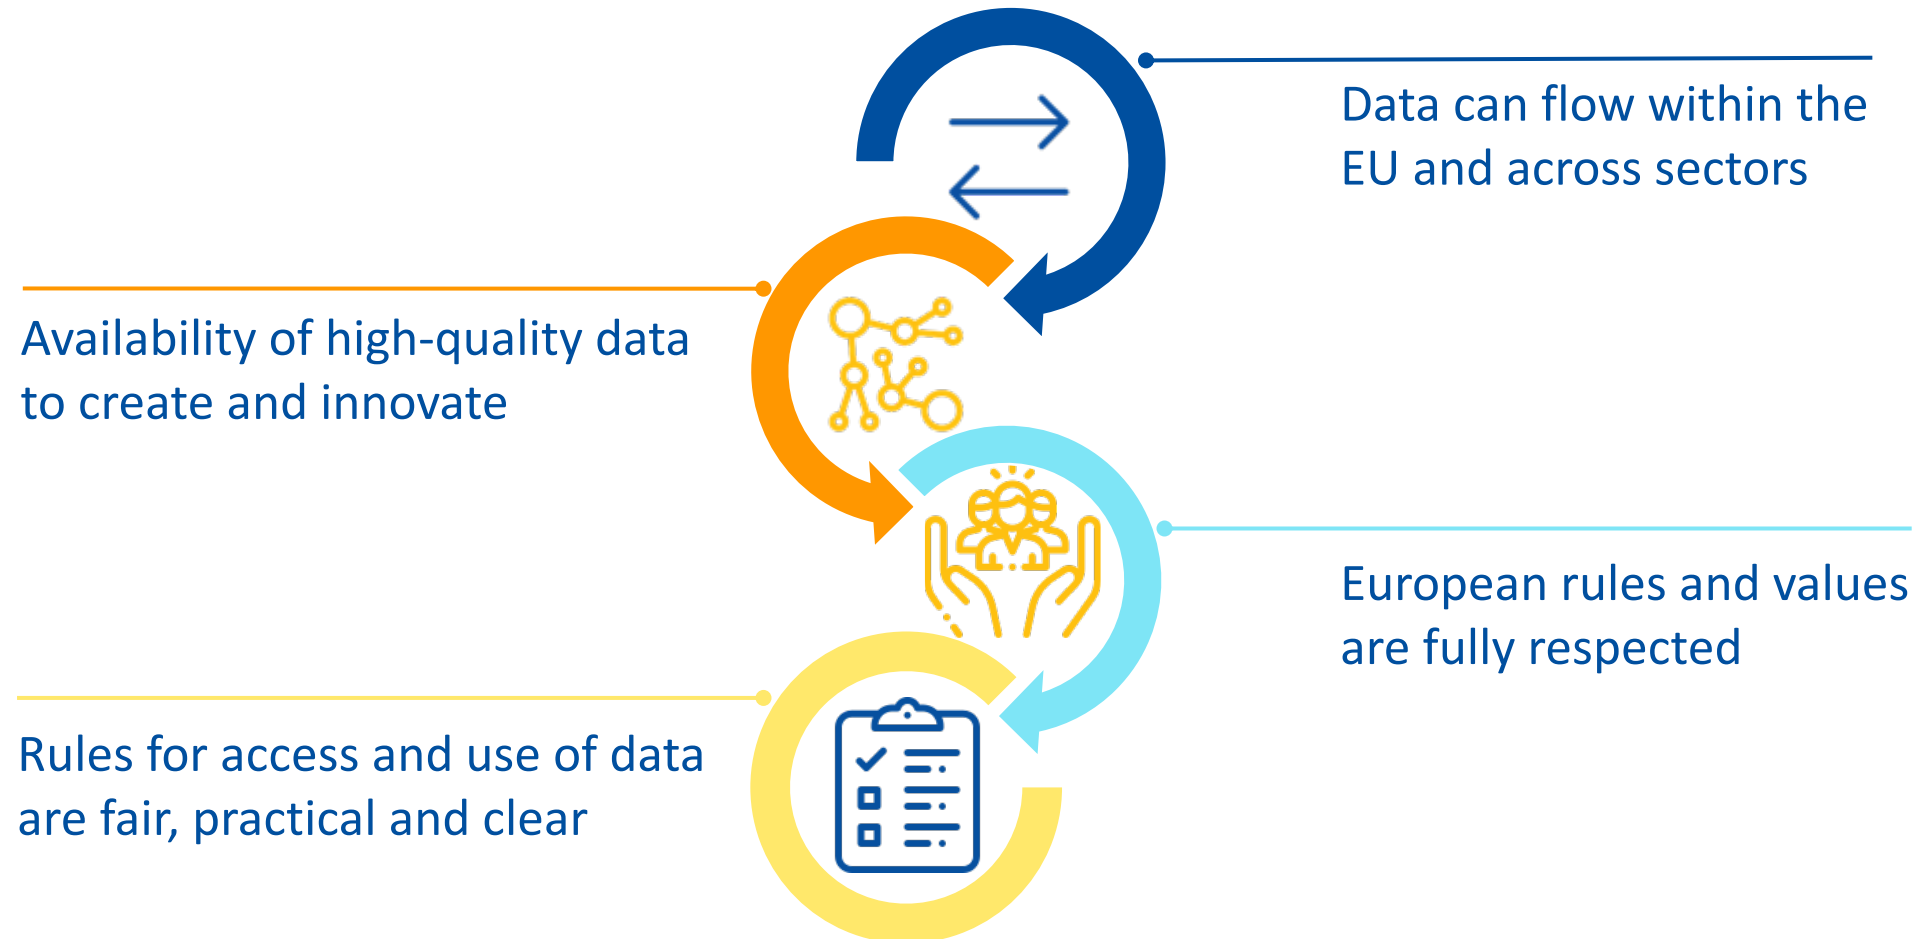 Data can flow within the
EU and across sectors
Availability of high-quality data
to create and innovate
European rules and values
are fully respected
Rules for access and use of data
are fair, practical and clear